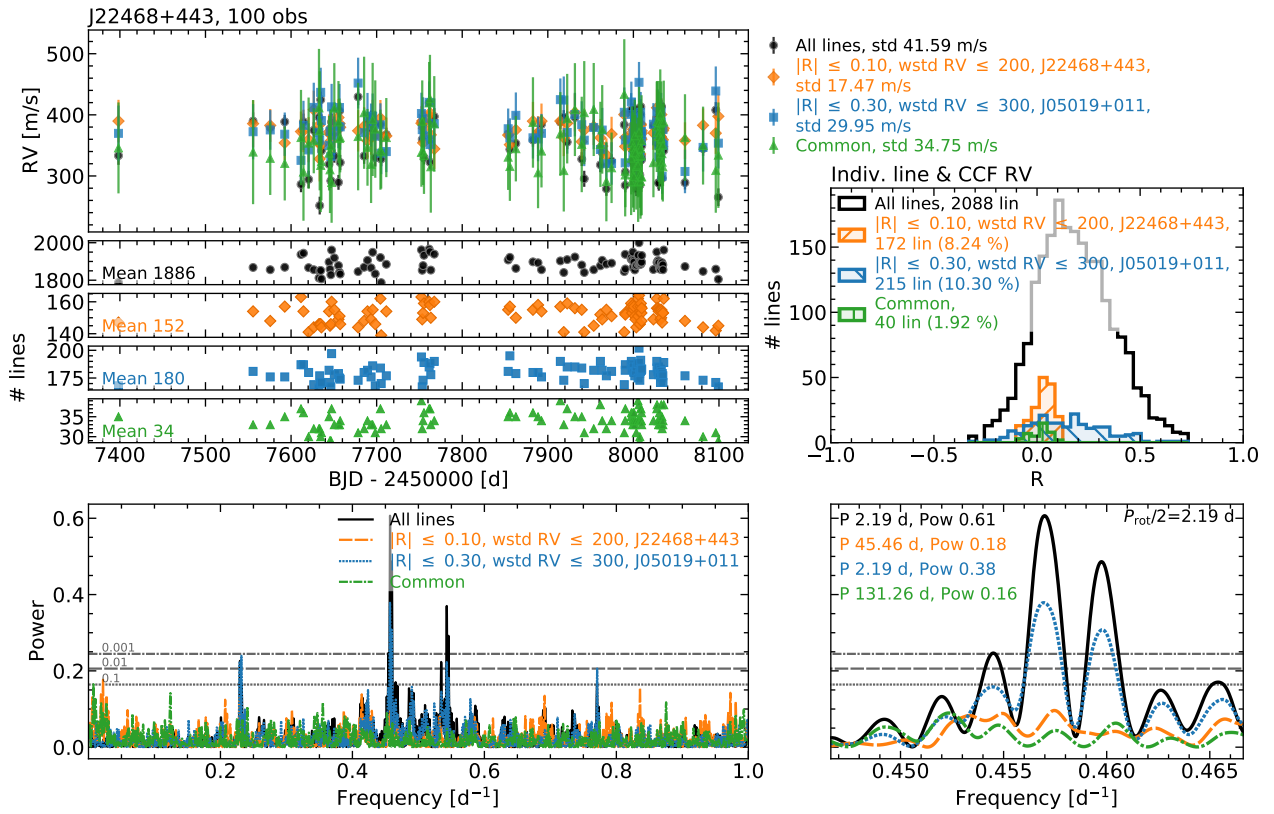 J22468+443, 100 obs
500
400
300
RV [m/s]
All lines, std 41.59 m/s
|R| ≤ 0.10, wstd RV ≤ 200, J22468+443,
std 17.47 m/s
|R| ≤ 0.30, wstd RV ≤ 300, J05019+011,
std 29.95 m/s
Common, std 34.75 m/s
2000
1800
Mean 1886
160
140
Mean 152
200
175
Mean 180
35
30
Mean 34
# lines
7400 7500 7600 7700 7800 7900 8000 8100
BJD - 2450000 [d]
Indiv. line & CCF RV
All lines, 2088 lin
|R| ≤ 0.10, wstd RV ≤ 200, J22468+443,
172 lin (8.24 %)
|R| ≤ 0.30, wstd RV ≤ 300, J05019+011,
215 lin (10.30 %)
Common,
40 lin (1.92 %)
150
100
50
0
# lines
−1.0 −0.5 0.0 0.5 1.0
R
All lines
|R| ≤ 0.10, wstd RV ≤ 200, J22468+443
|R| ≤ 0.30, wstd RV ≤ 300, J05019+011
Common
0.6
0.4
0.2
0.0
Power
0.001
0.01
0.1
0.2 0.4 0.6 0.8 1.0
Frequency [d⁻¹]
P 2.19 d, Pow 0.61
P 45.46 d, Pow 0.18
P 2.19 d, Pow 0.38
P 131.26 d, Pow 0.16
Prot/2=2.19 d
0.450 0.455 0.460 0.465
Frequency [d⁻¹]